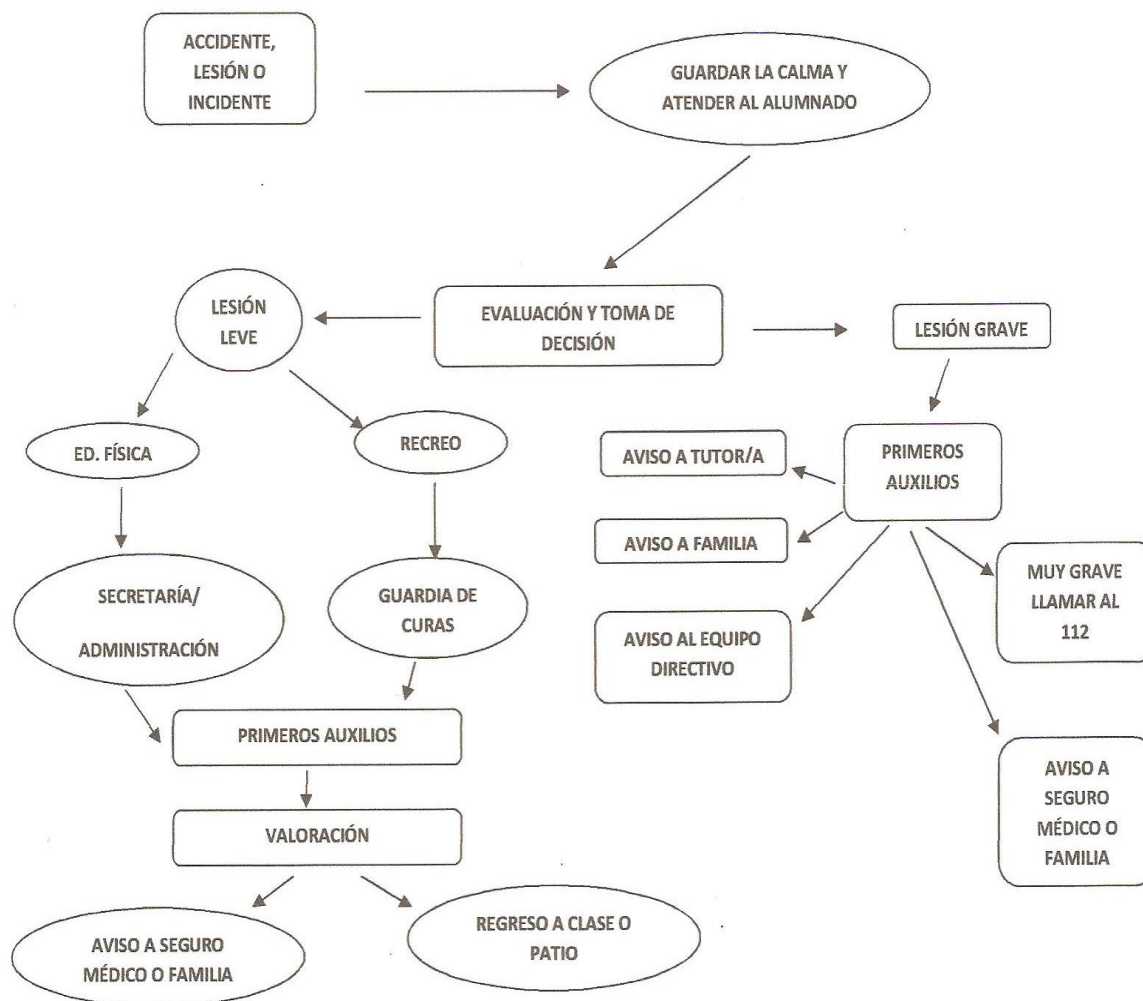 ACCIDENTE,
LESIÓN O
INCIDENTE
GUARDAR LA CALMA Y
ATENDER AL ALUMNADO
LESIÓN
LEVE
EVALUACIÓN Y TOMA DE
DECISIÓN
LESIÓN GRAVE
ED. FÍSICA
RECREO
AVISO A TUTOR/A
PRIMEROS
AUXILIOS
AVISO A FAMILIA
SECRETARÍA/
ADMINISTRACIÓN
GUARDIA DE
CURAS
AVISO AL EQUIPO
DIRECTIVO
MUY GRAVE
LLAMAR AL
112
PRIMEROS AUXILIOS
VALORACIÓN
AVISO A
SEGURO
MÉDICO O
FAMILIA
AVISO A SEGURO
MÉDICO O FAMILIA
REGRESO A CLASE O
PATIO